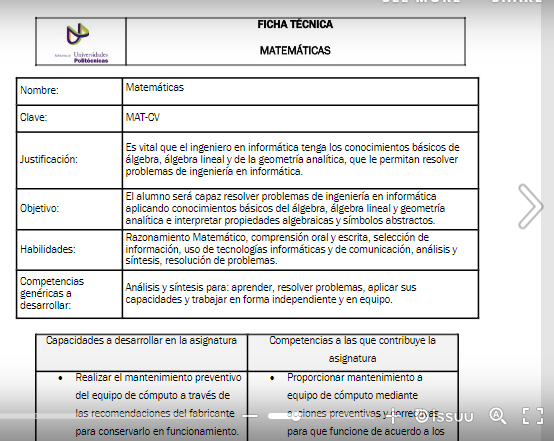 SEE MORE SHARE
FICHA TÉCNICA
MATEMÁTICAS
Universidades
Politécnicas
Nombre:
Matemáticas
Clave:
MAT-CV
Justificación:
Es vital que el ingeniero en informática tenga los conocimientos básicos de
álgebra, álgebra lineal y de la geometría analítica, que le permitan resolver
problemas de ingeniería en informática.
Objetivo:
El alumno será capaz resolver problemas de ingeniería en informática
aplicando conocimientos básicos del álgebra, álgebra lineal y geometría
analítica e interpretar propiedades algebraicas y símbolos abstractos.
Habilidades:
Razonamiento Matemático, comprensión oral y escrita, selección de
información, uso de tecnologías informáticas y de comunicación, análisis y
síntesis, resolución de problemas.
Competencias
genéricas a
desarrollar:
Análisis y síntesis para: aprender, resolver problemas, aplicar sus
capacidades y trabajar en forma independiente y en equipo.
Capacidades a desarrollar en la asignatura
Competencias a las que contribuye la
asignatura
• Realizar el mantenimiento preventivo
del equipo de cómputo a través de
las recomendaciones del fabricante
para conservarlo en funcionamiento.
• Proporcionar mantenimiento a
equipo de cómputo mediante
acciones preventivas y correctivas
para que funcione de acuerdo a los
issuu